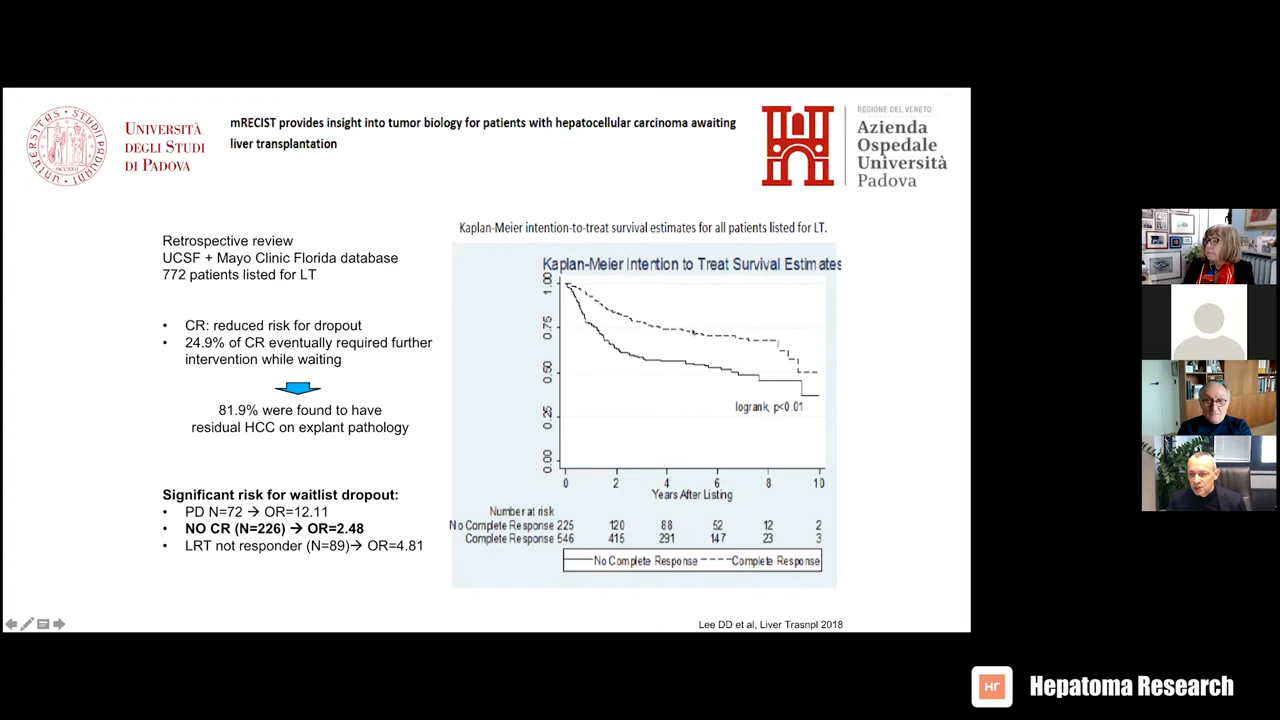 UNIVERSITÀ
DEGLI STUDI
DI PADOVA
mRECIST provides insight into tumor biology for patients with hepatocellular carcinoma awaiting
liver transplantation
REGIONE DEL VENETO
Azienda
Ospedale
Università
Padova
Retrospective review
UCSF + Mayo Clinic Florida database
772 patients listed for LT
• CR: reduced risk for dropout
• 24.9% of CR eventually required further
intervention while waiting
81.9% were found to have
residual HCC on explant pathology
Significant risk for waitlist dropout:
• PD N=72 → OR=12.11
• NO CR (N=226) → OR=2.48
• LRT not responder (N=89)→ OR=4.81
Kaplan-Meier intention-to-treat survival estimates for all patients listed for LT.
Kaplan-Meier Intention to Treat Survival Estimates
1.00
0.75
0.50
0.25
0.00
logrank, p<0.01
0 2 4 6 8 10
Years After Listing
Number at risk
No Complete Response 225 120 88 52 12 2
Complete Response 546 415 291 147 23 3
No Complete Response Complete Response
Lee DD et al, Liver Trasnpl 2018
Hr Hepatoma Research